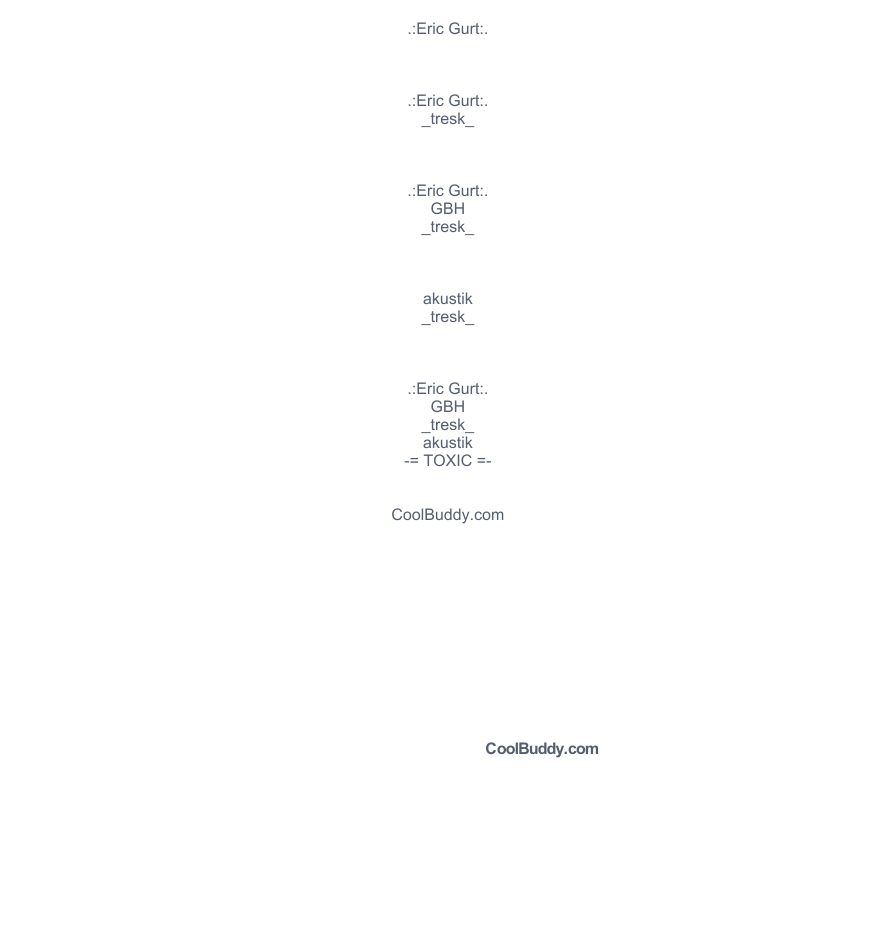 .:Eric Gurt:.
.:Eric Gurt:.
_tresk_
.:Eric Gurt:.
GBH
_tresk_
akustik
_tresk_
.:Eric Gurt:.
GBH
_tresk_
akustik
-= TOXIC =-
CoolBuddy.com
CoolBuddy.com